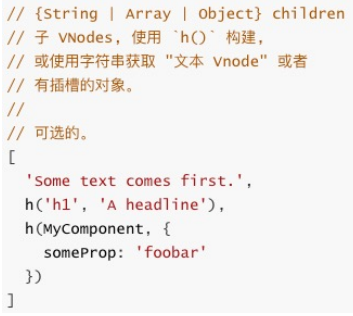 // {String | Array | Object} children
// 子 VNodes, 使用 `h()` 构建,
// 或使用字符串获取 "文本 Vnode" 或者
// 有插槽的对象。
//
// 可选的。
[
  'Some text comes first.',
  h('h1', 'A headline'),
  h(MyComponent, {
    someProp: 'foobar'
  })
]